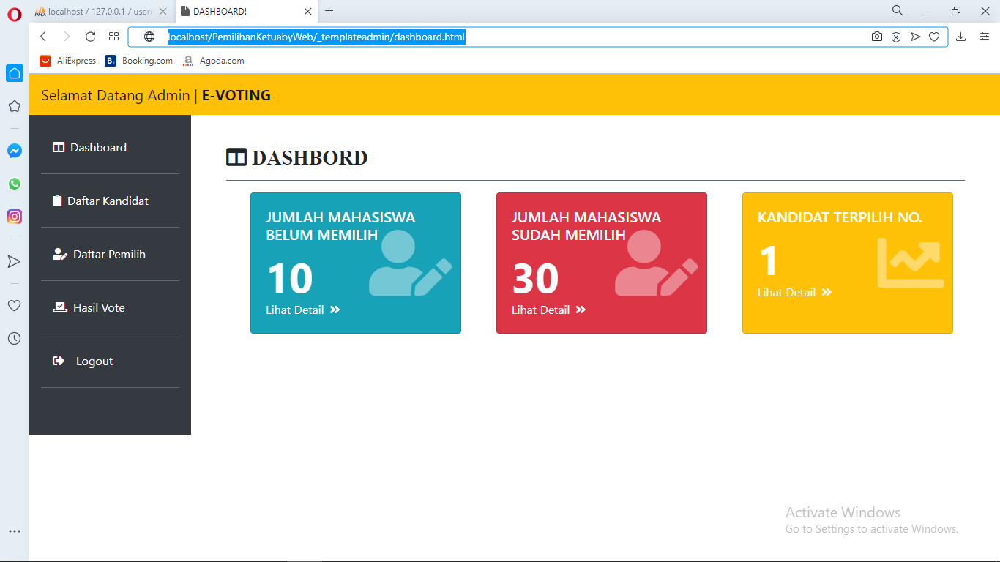 localhost / 127.0.0.1 / user
DASHBOARD!
localhost/PemilihanKetuabyWeb/_templateadmin/dashboard.html
AliExpress
B. Booking.com
a Agoda.com
Selamat Datang Admin | E-VOTING
Dashboard
Daftar Kandidat
Daftar Pemilih
Hasil Vote
Logout
DASHBORD
JUMLAH MAHASISWA
BELUM MEMILIH
10
Lihat Detail
JUMLAH MAHASISWA
SUDAH MEMILIH
30
Lihat Detail
KANDIDAT TERPILIH NO.
1
Lihat Detail
Activate Windows
Go to Settings to activate Windows.